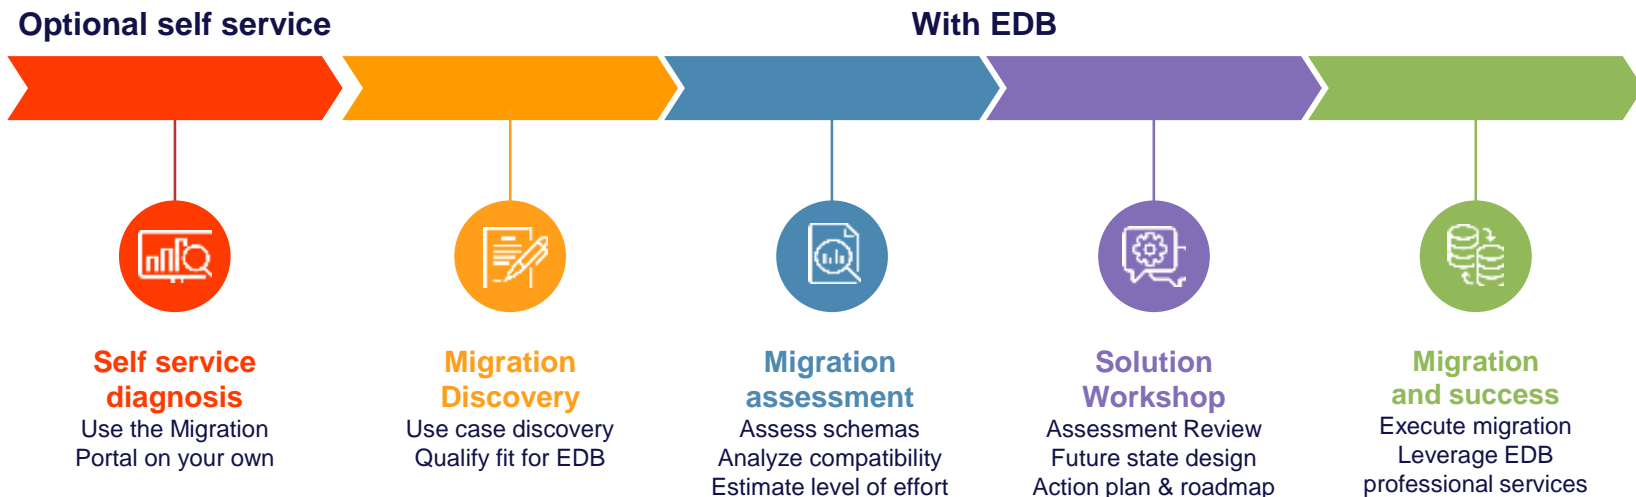 Optional self service
With EDB
Self service
diagnosis
Use the Migration
Portal on your own
Migration
Discovery
Use case discovery
Qualify fit for EDB
Migration
assessment
Assess schemas
Analyze compatibility
Estimate level of effort
Solution
Workshop
Assessment Review
Future state design
Action plan & roadmap
Migration
and success
Execute migration
Leverage EDB
professional services